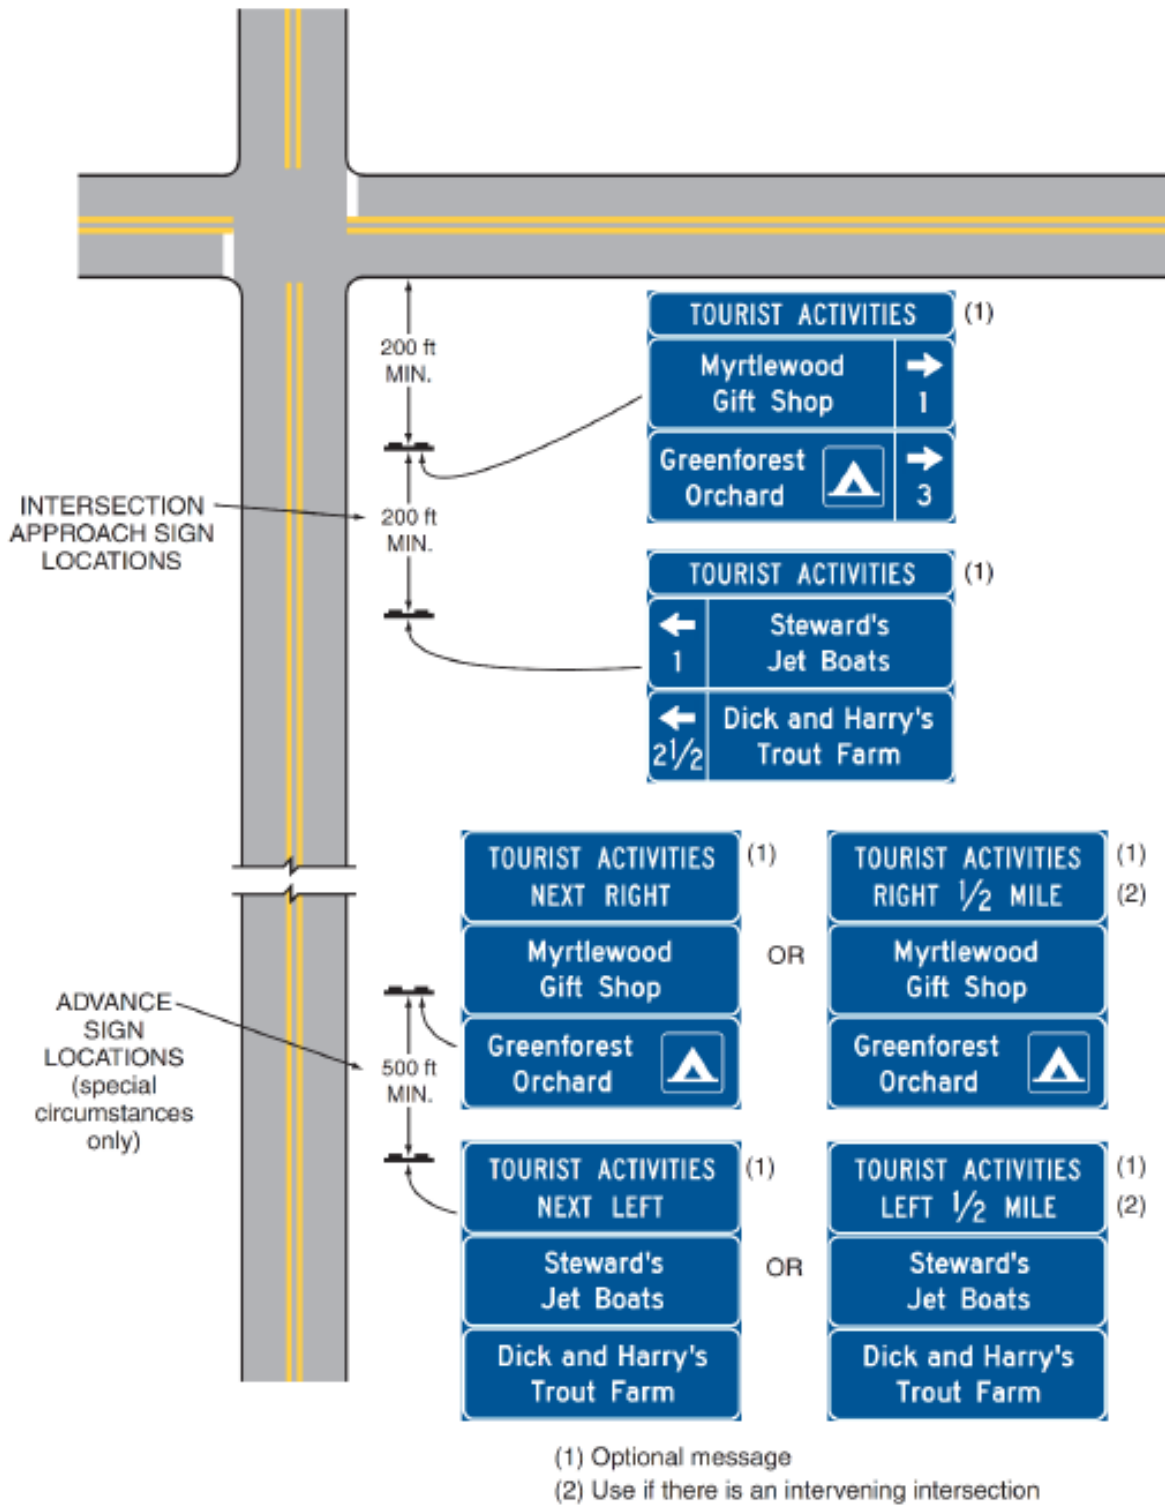 200 ft
MIN.
TOURIST ACTIVITIES (1)
Myrtlewood
Gift Shop
1
Greenforest
Orchard
3
INTERSECTION
APPROACH SIGN
LOCATIONS
200 ft
MIN.
TOURIST ACTIVITIES (1)
1
Steward's
Jet Boats
2 1/2
Dick and Harry's
Trout Farm
TOURIST ACTIVITIES (1)
NEXT RIGHT
Myrtlewood
Gift Shop
Greenforest
Orchard
OR
TOURIST ACTIVITIES (1)
RIGHT 1/2 MILE (2)
Myrtlewood
Gift Shop
Greenforest
Orchard
ADVANCE
SIGN
LOCATIONS
(special
circumstances
only)
500 ft
MIN.
TOURIST ACTIVITIES (1)
NEXT LEFT
Steward's
Jet Boats
Dick and Harry's
Trout Farm
OR
TOURIST ACTIVITIES (1)
LEFT 1/2 MILE (2)
Steward's
Jet Boats
Dick and Harry's
Trout Farm
(1) Optional message
(2) Use if there is an intervening intersection